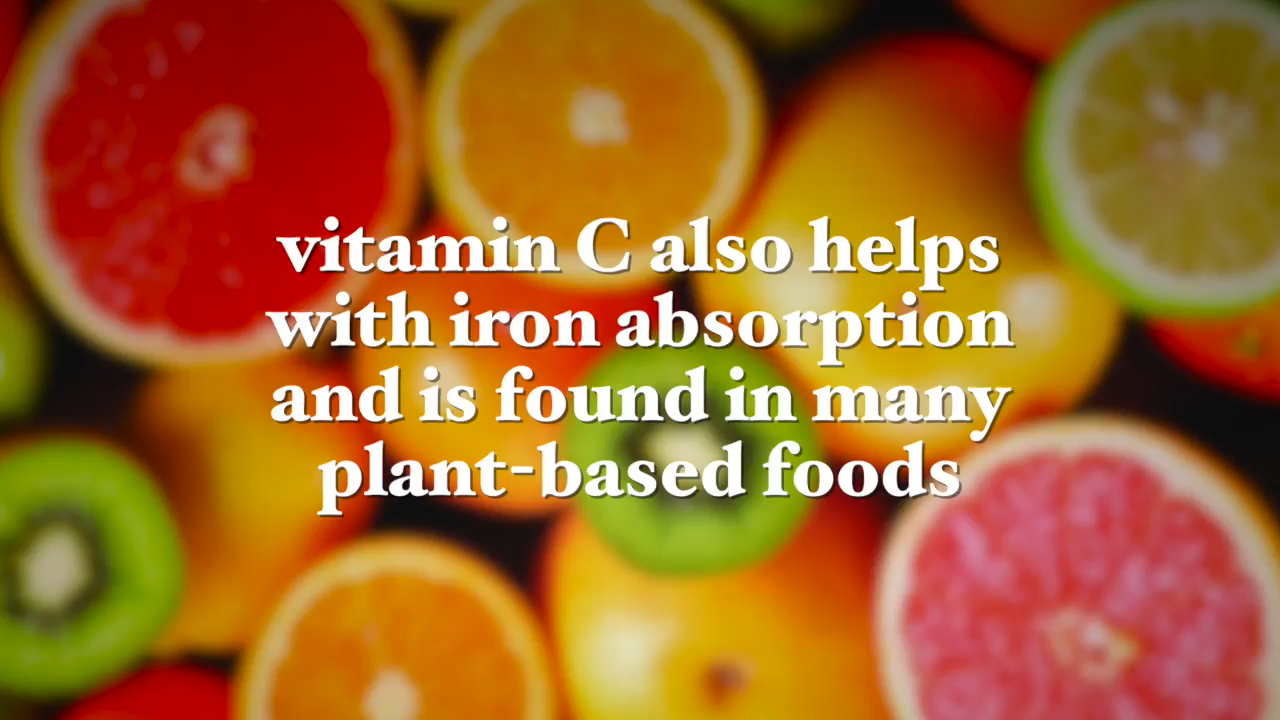 vitamin C also helps
with iron absorption
and is found in many
plant-based foods